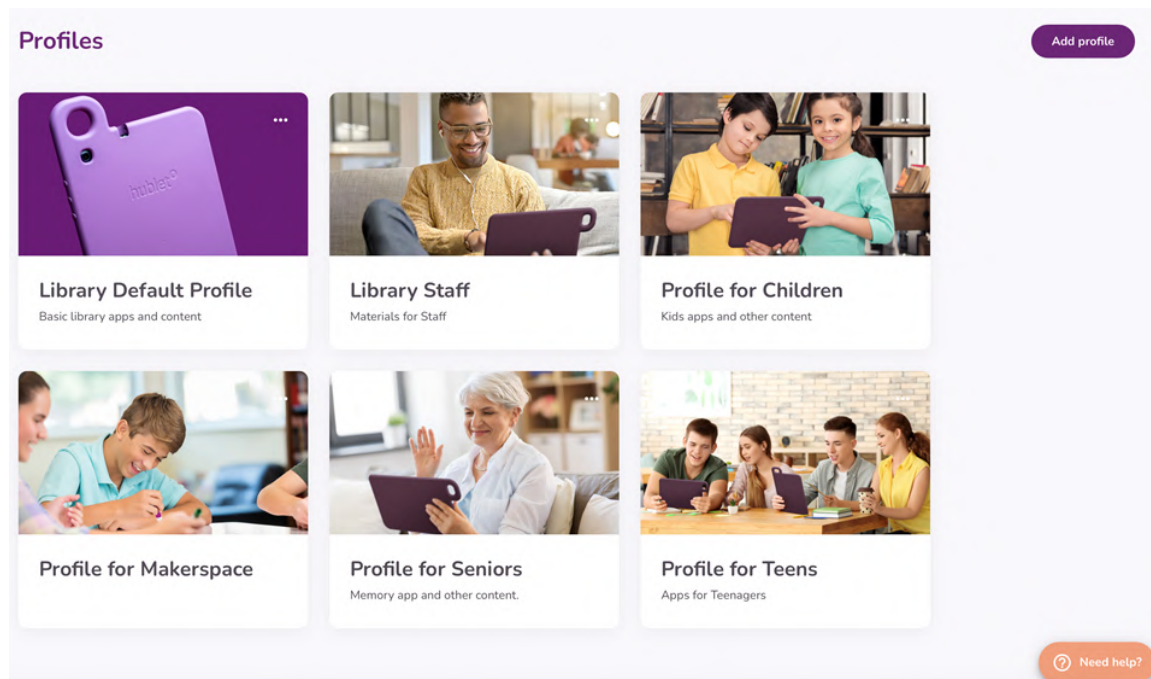 Profiles
Add profile
hublet
Library Default Profile
Basic library apps and content
Library Staff
Materials for Staff
Profile for Children
Kids apps and other content
Profile for Makerspace
Profile for Seniors
Memory app and other content.
Profile for Teens
Apps for Teenagers
Need help?